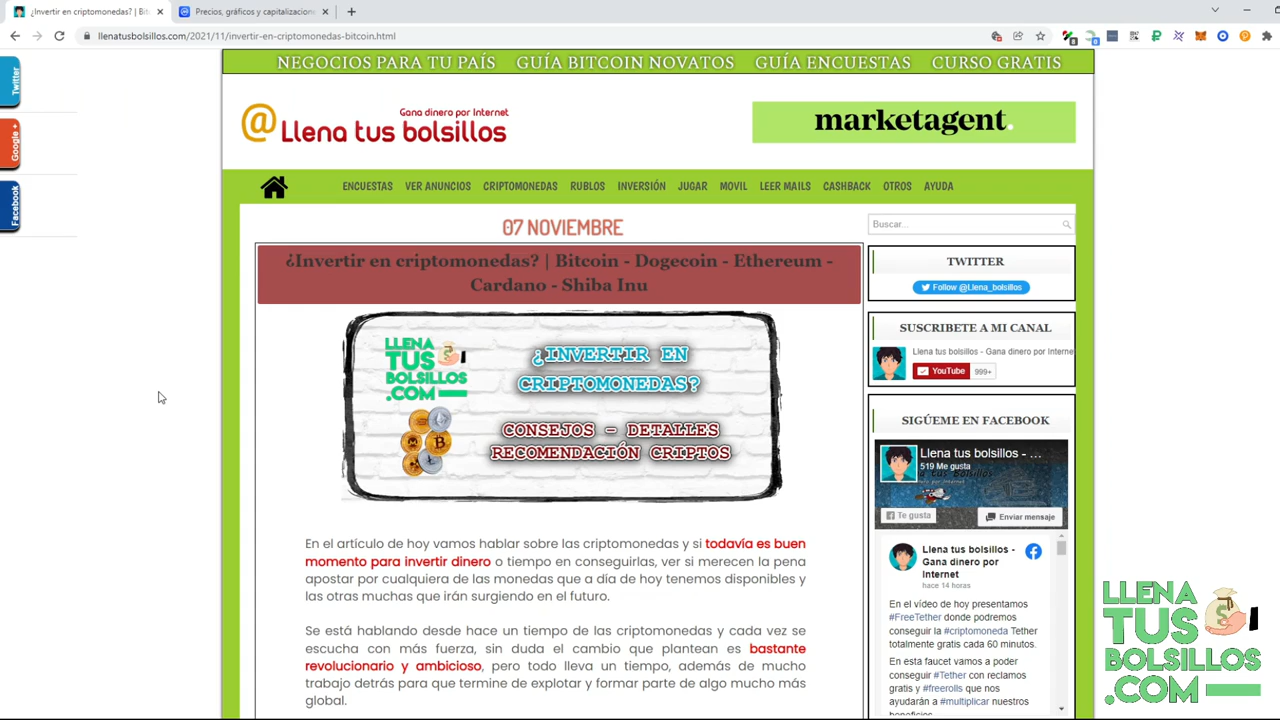 ¿Invertir en criptomonedas? | Bit
Precios, gráficos y capitalizacion
llenatusbolsillos.com/2021/11/invertir-en-criptomonedas-bitcoin.html
Twitter
Google +
Facebook
NEGOCIOS PARA TU PAÍS GUÍA BITCOIN NOVATOS GUÍA ENCUESTAS CURSO GRATIS
Gana dinero por Internet
@Llena tus bolsillos
marketagent.
ENCUESTAS VER ANUNCIOS CRIPTOMONEDAS RUBLOS INVERSIÓN JUGAR MOVIL LEER MAILS CASHBACK OTROS AYUDA
07 NOVIEMBRE
¿Invertir en criptomonedas? | Bitcoin - Dogecoin - Ethereum -
Cardano - Shiba Inu
LLENA
TUS
BOLSILLOS
.COM
¿INVERTIR EN
CRIPTOMONEDAS?
CONSEJOS - DETALLES
RECOMENDACIÓN CRIPTOS
En el artículo de hoy vamos hablar sobre las criptomonedas y si todavía es buen
momento para invertir dinero o tiempo en conseguirlas, ver si merecen la pena
apostar por cualquiera de las monedas que a día de hoy tenemos disponibles y
las otras muchas que irán surgiendo en el futuro.
Se está hablando desde hace un tiempo de las criptomonedas y cada vez se
escucha con más fuerza, sin duda el cambio que plantean es bastante
revolucionario y ambicioso, pero todo lleva un tiempo, además de mucho
trabajo detrás para que termine de explotar y formar parte de algo mucho más
global.
Buscar...
TWITTER
Follow @Llena_bolsillos
SUSCRIBETE A MI CANAL
Llena tus bolsillos - Gana dinero por Interne
YouTube 999+
SIGÚEME EN FACEBOOK
Llena tus bolsillos - ...
519 Me gusta
Te gusta
Enviar mensaje
Llena tus bolsillos -
Gana dinero por
Internet
hace 14 horas
En el vídeo de hoy presentamos
#FreeTether donde podremos
conseguir la #criptomoneda Tether
totalmente gratis cada 60 minutos.
En esta faucet vamos a poder
conseguir #Tether con reclamos
gratis y #freerolls que nos
ayudarán a #multiplicar nuestros
beneficios.
LLENA
TUS
BOLSILLOS
.COM